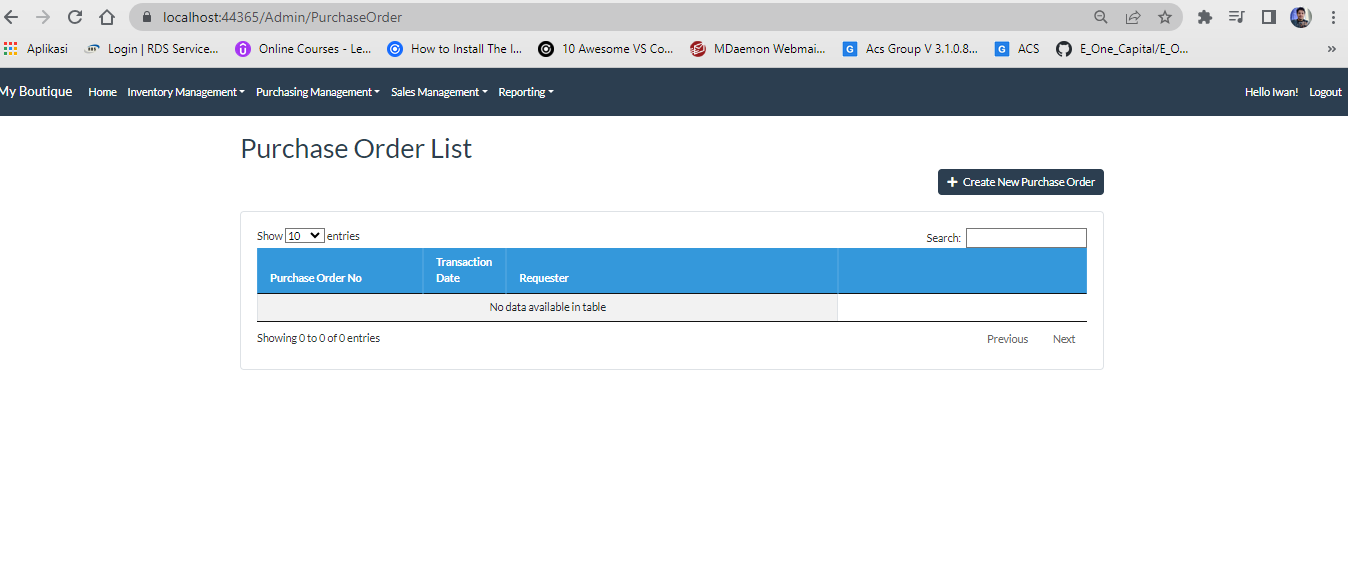 localhost:44365/Admin/PurchaseOrder
Aplikasi Login | RDS Service... Online Courses - Le... How to Install The I... 10 Awesome VS Co... MDaemon Webmai... Acs Group V 3.1.0.8... ACS E_One_Capital/E_O... »
My Boutique Home Inventory Management Purchasing Management Sales Management Reporting Hello Iwan! Logout
Purchase Order List
Create New Purchase Order
Show 10 entries Search:
Purchase Order No Transaction Date Requester
No data available in table
Showing 0 to 0 of 0 entries Previous Next